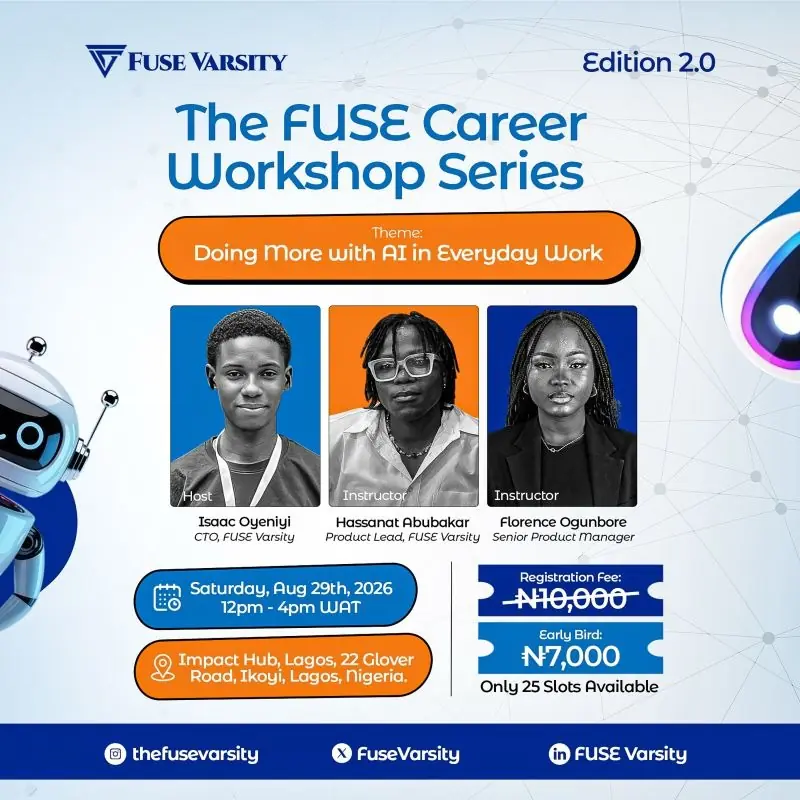 FUSE VARSITY
Edition 2.0
The FUSE Career
Workshop Series
Theme:
Doing More with AI in Everyday Work
Host
Instructor
Instructor
Isaac Oyeniyi
CTO, FUSE Varsity
Hassanat Abubakar
Product Lead, FUSE Varsity
Florence Ogunbore
Senior Product Manager
Saturday, Aug 29th, 2026
12pm - 4pm WAT
Impact Hub, Lagos, 22 Glover
Road, Ikoyi, Lagos, Nigeria.
Registration Fee:
₦10,000
Early Bird:
₦7,000
Only 25 Slots Available
thefusevarsity
FuseVarsity
FUSE Varsity